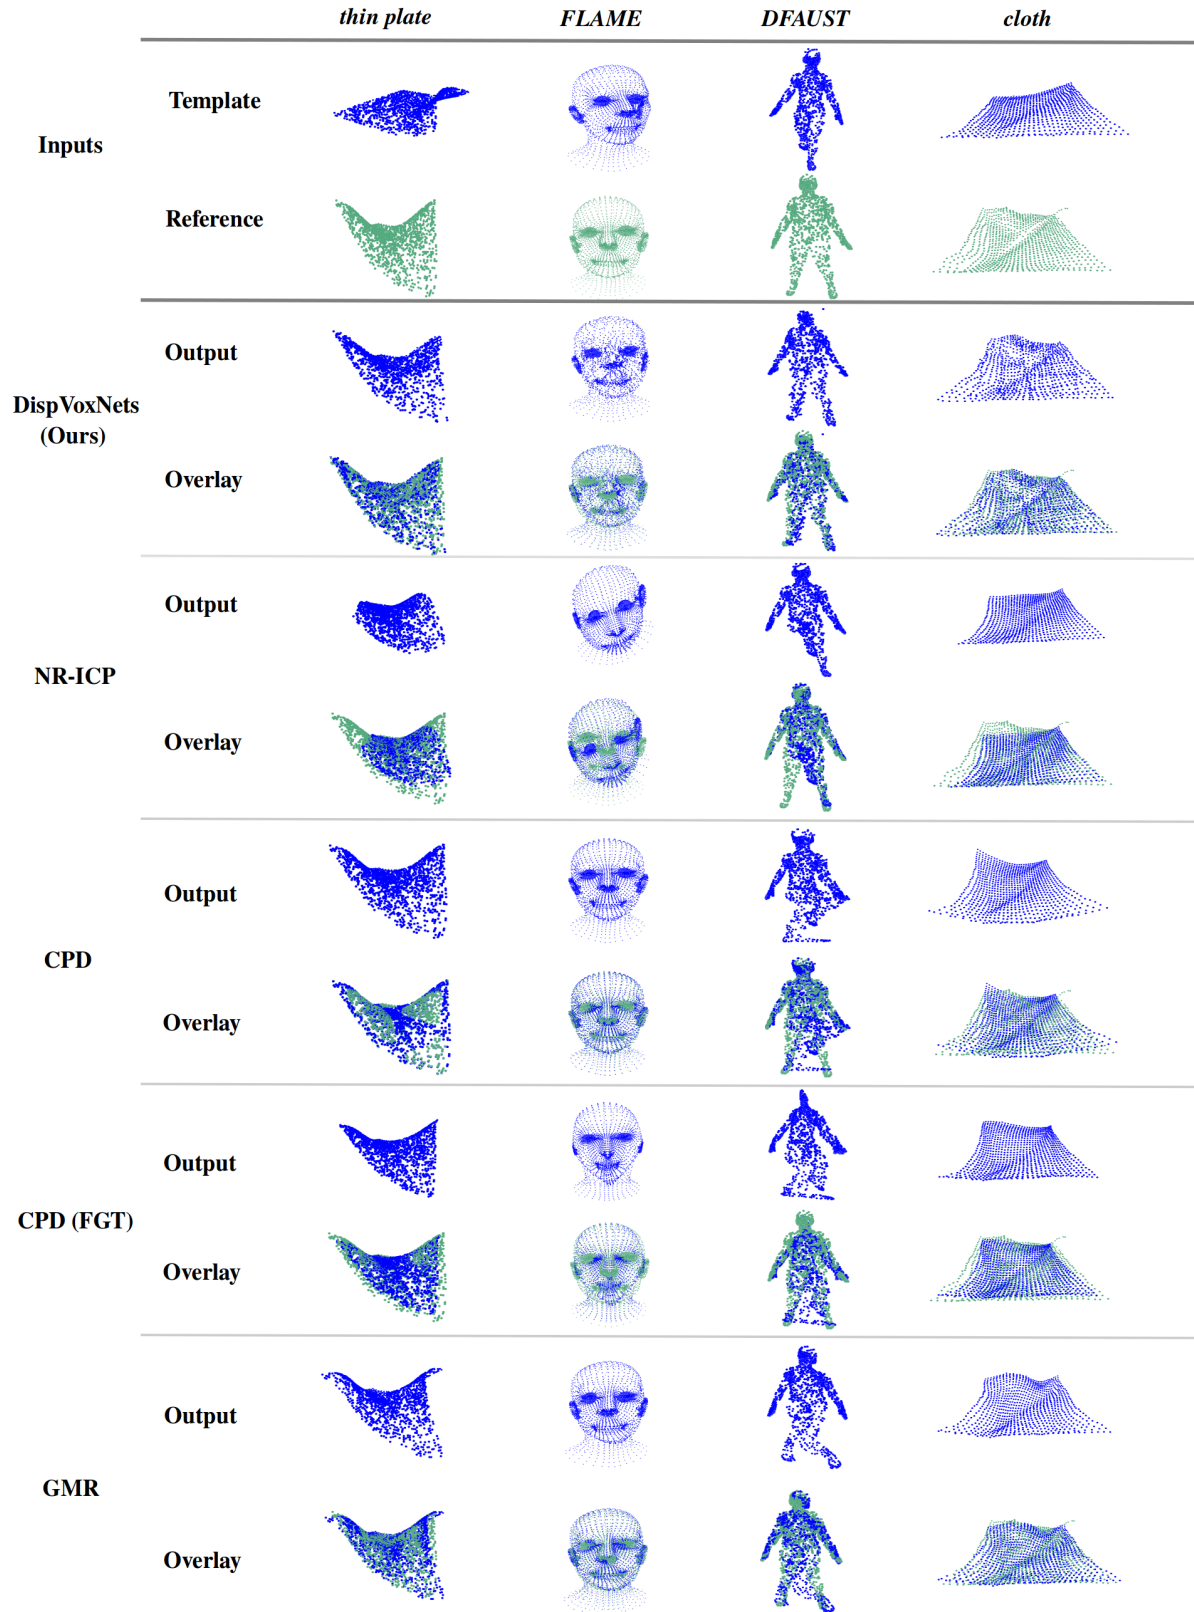 thin plate FLAME DFAUST cloth
Template
Inputs
Reference
Output
DispVoxNets
(Ours)
Overlay
Output
NR-ICP
Overlay
Output
CPD
Overlay
Output
CPD (FGT)
Overlay
Output
GMR
Overlay